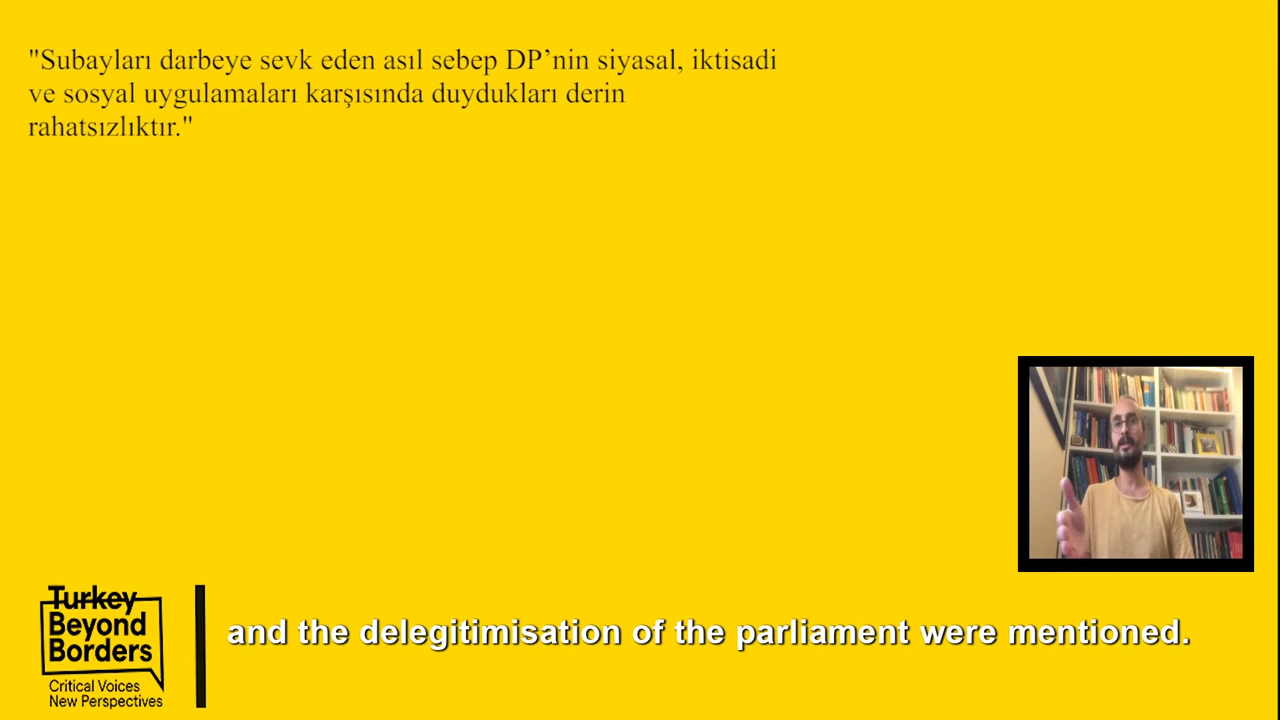 "Subayları darbeye sevk eden asıl sebep DP’nin siyasal, iktisadi
ve sosyal uygulamaları karşısında duydukları derin
rahatsızlıktır."
Turkey
Beyond
Borders
Critical Voices
New Perspectives
and the delegitimisation of the parliament were mentioned.